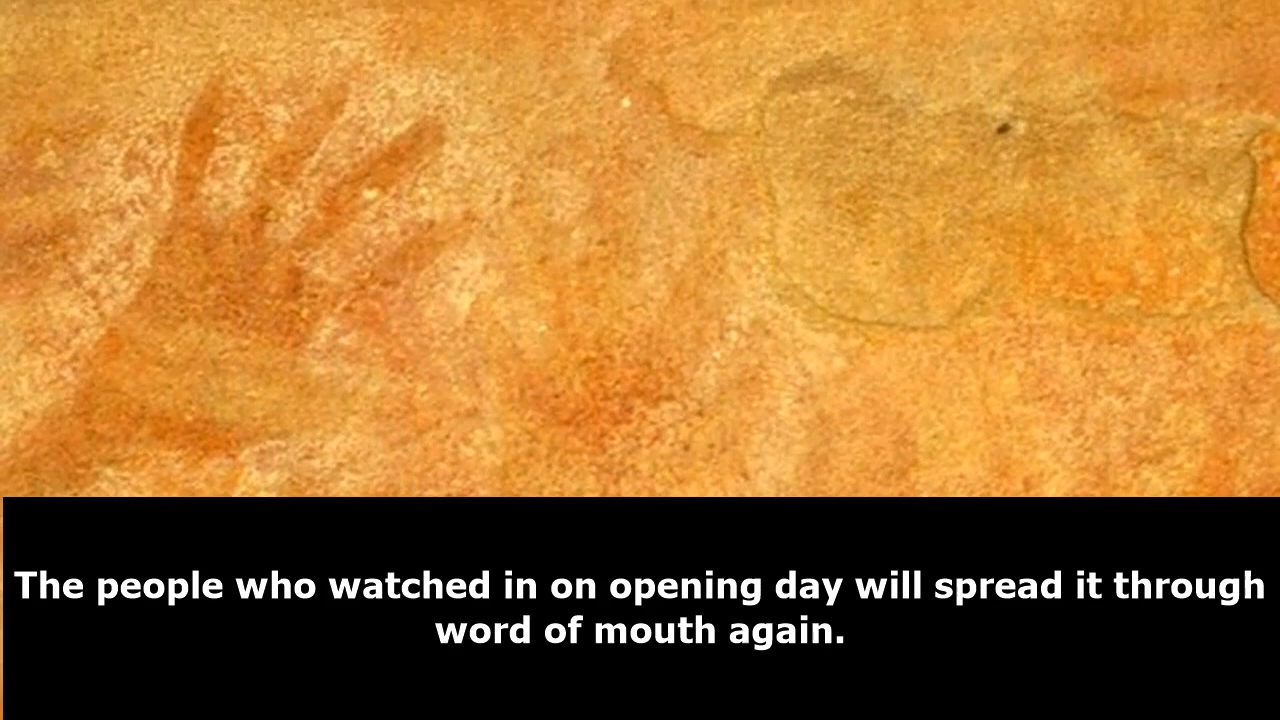 The people who watched in on opening day will spread it through
word of mouth again.